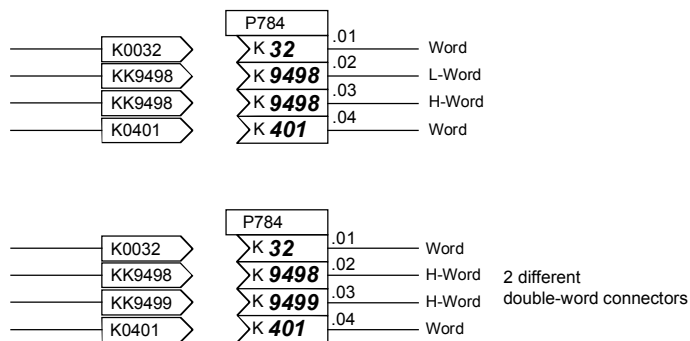 P784
K0032 K 32 .01 Word
KK9498 K 9498 .02 L-Word
KK9498 K 9498 .03 H-Word
K0401 K 401 .04 Word
P784
K0032 K 32 .01 Word
KK9498 K 9498 .02 H-Word 2 different
KK9499 K 9499 .03 H-Word double-word connectors
K0401 K 401 .04 Word